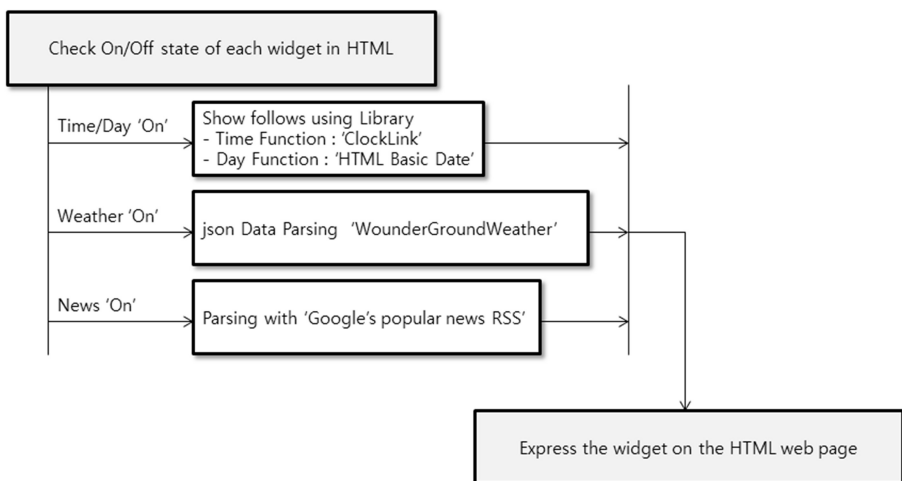 Check On/Off state of each widget in HTML
Time/Day ‘On’
Show follows using Library
- Time Function : ‘ClockLink’
- Day Function : ‘HTML Basic Date’
Weather ‘On’
json Data Parsing ‘WounderGroundWeather’
News ‘On’
Parsing with ‘Google’s popular news RSS’
Express the widget on the HTML web page